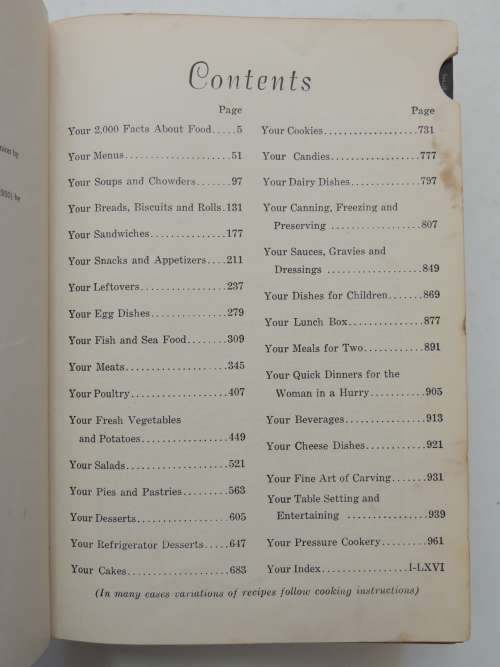 Contents
Page
Your 2,000 Facts About Food.....5
Your Menus....................51
Your Soups and Chowders.......97
Your Breads, Biscuits and Rolls.131
Your Sandwiches................177
Your Snacks and Appetizers....211
Your Leftovers.................237
Your Egg Dishes................279
Your Fish and Sea Food........309
Your Meats....................345
Your Poultry...................407
Your Fresh Vegetables
and Potatoes................449
Your Salads....................521
Your Pies and Pastries.........563
Your Desserts..................605
Your Refrigerator Desserts.....647
Your Cakes....................683
Page
Your Cookies..................731
Your Candies.................777
Your Dairy Dishes..............797
Your Canning, Freezing and
Preserving .................807
Your Sauces, Gravies and
Dressings ..................849
Your Dishes for Children.......869
Your Lunch Box...............877
Your Meals for Two............891
Your Quick Dinners for the
Woman in a Hurry...........905
Your Beverages................913
Your Cheese Dishes............921
Your Fine Art of Carving.......931
Your Table Setting and
Entertaining ................939
Your Pressure Cookery.........961
Your Index.................I-LXVI
(In many cases variations of recipes follow cooking instructions)